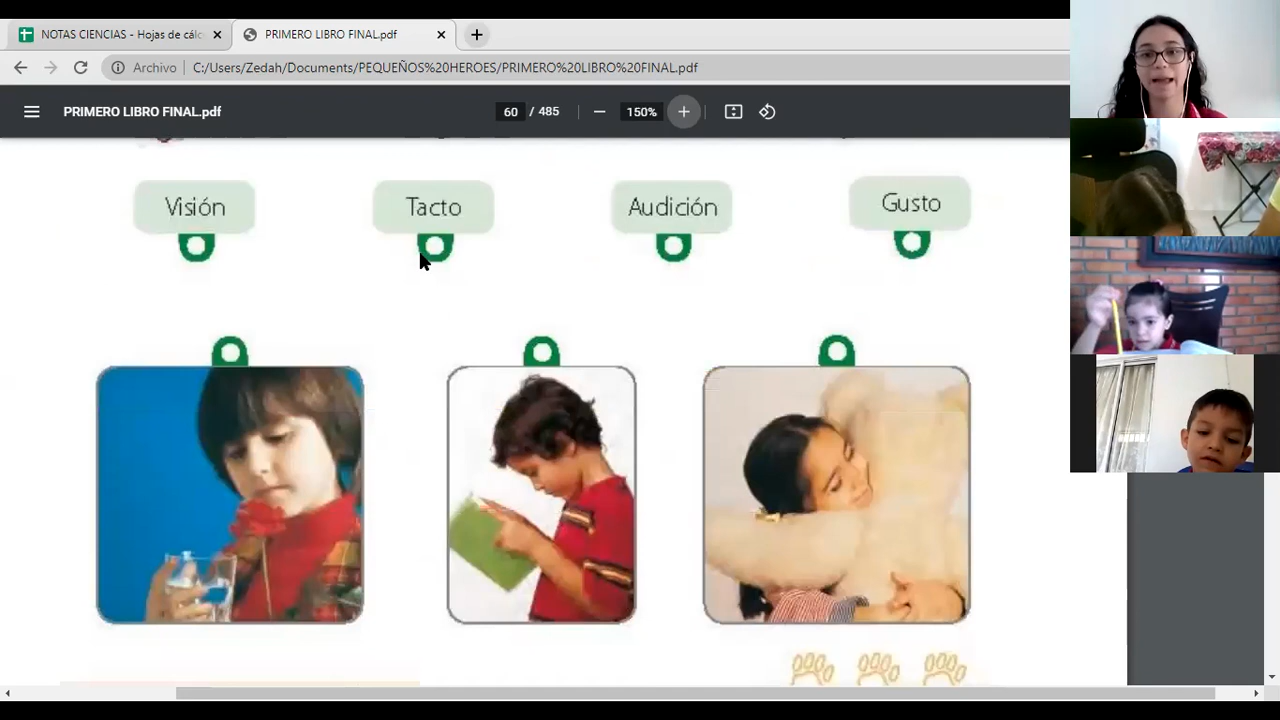 NOTAS CIENCIAS - Hojas de cálc
PRIMERO LIBRO FINAL.pdf
Archivo
C:/Users/Zedah/Documents/PEQUEÑOS%20HEROES/PRIMERO%20LIBRO%20FINAL.pdf
PRIMERO LIBRO FINAL.pdf
60 / 485
150%
Visión
Tacto
Audición
Gusto